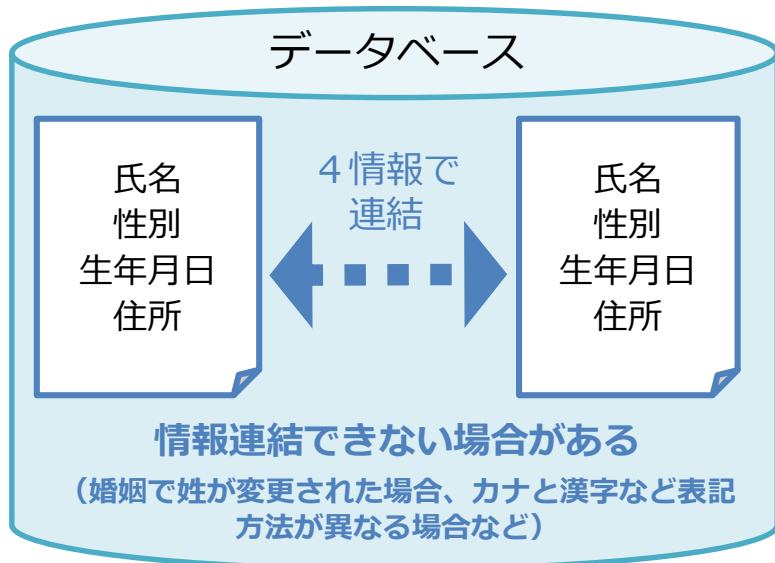 データベース
氏名
性別
生年月日
住所
４情報で
連結
氏名
性別
生年月日
住所
情報連結できない場合がある
（婚姻で姓が変更された場合、カナと漢字など表記
方法が異なる場合など）